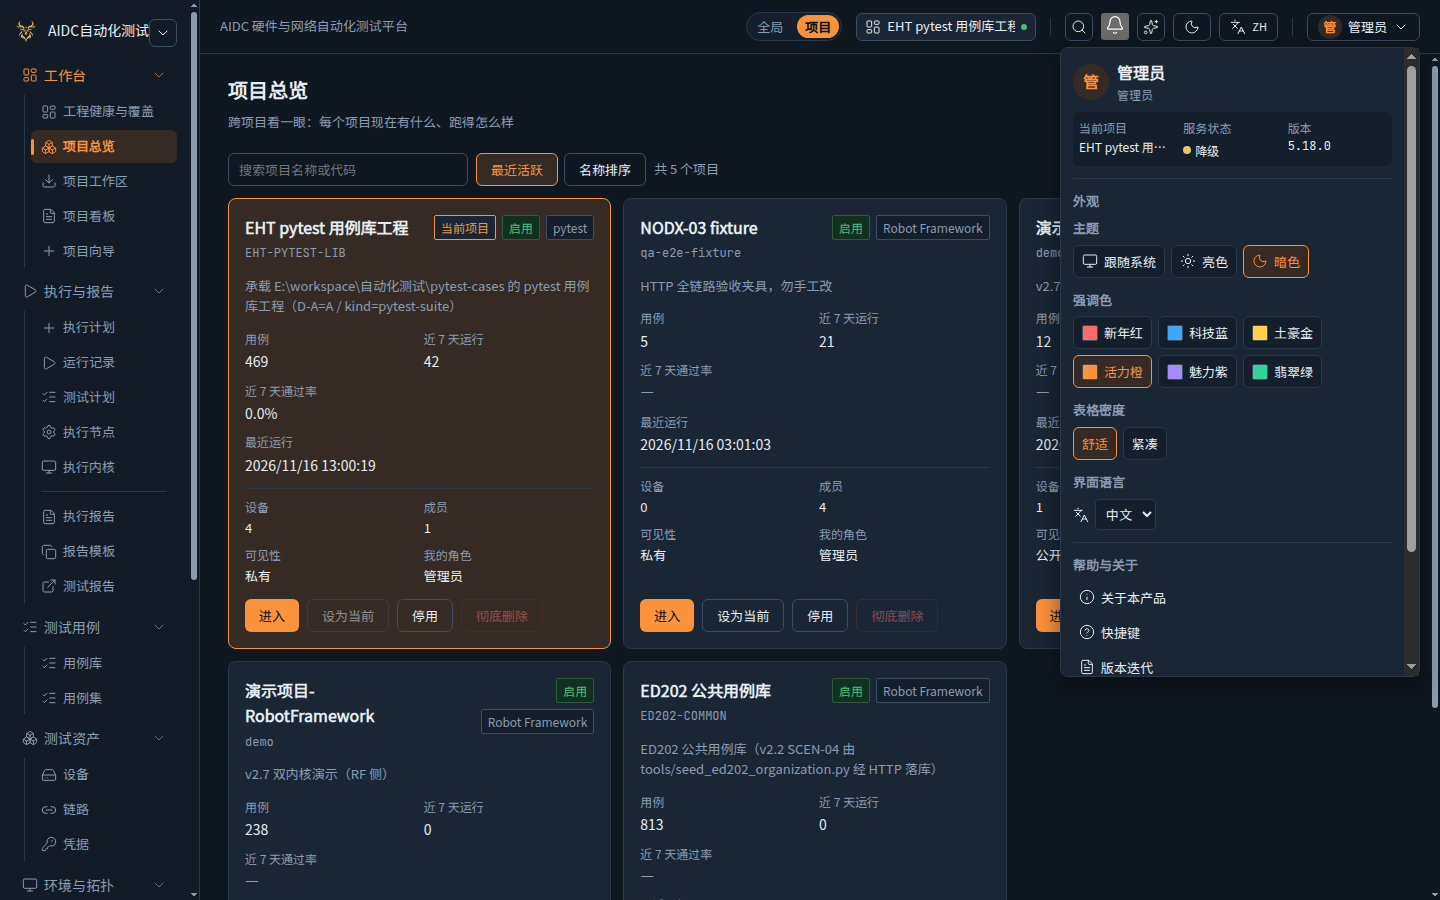 AIDC自动化测试
AIDC 硬件与网络自动化测试平台
全局
项目
EHT pytest 用例库工程
ZH
管 管理员
工作台
工程健康与覆盖
项目总览
项目工作区
项目看板
项目向导
执行与报告
执行计划
运行记录
测试计划
执行节点
执行内核
执行报告
报告模板
测试报告
测试用例
用例库
用例集
测试资产
设备
链路
凭据
环境与拓扑
项目总览
跨项目看一眼：每个项目现在有什么、跑得怎么样
搜索项目名称或代码
最近活跃
名称排序
共 5 个项目
EHT pytest 用例库工程
当前项目
启用
pytest
EHT-PYTEST-LIB
承载 E:\workspace\自动化测试\pytest-cases 的 pytest 用例
库工程（D-A=A / kind=pytest-suite）
用例
近 7 天运行
469
42
近 7 天通过率
0.0%
最近运行
2026/11/16 13:00:19
设备
成员
4
1
可见性
我的角色
私有
管理员
进入
设为当前
停用
彻底删除
NODX-03 fixture
启用
Robot Framework
qa-e2e-fixture
HTTP 全链路验收夹具，勿手工改
用例
近 7 天运行
5
21
近 7 天通过率
—
最近运行
2026/11/16 03:01:03
设备
成员
0
4
可见性
我的角色
私有
管理员
进入
设为当前
停用
彻底删除
演示
v2.7
用例
12
近 7
—
最近
202
设备
1
可见
公开
演示项目-
RobotFramework
启用
Robot Framework
demo
v2.7 双内核演示（RF 侧）
用例
近 7 天运行
238
0
近 7 天通过率
—
ED202 公共用例库
启用
Robot Framework
ED202-COMMON
ED202 公共用例库（v2.2 SCEN-04 由
tools/seed_ed202_organization.py 经 HTTP 落库）
用例
近 7 天运行
813
0
近 7 天通过率
—
管
管理员
管理员
当前项目
服务状态
版本
EHT pytest 用···
降级
5.18.0
外观
主题
跟随系统
亮色
暗色
强调色
新年红
科技蓝
土豪金
活力橙
魅力紫
翡翠绿
表格密度
舒适
紧凑
界面语言
中文
帮助与关于
关于本产品
快捷键
版本迭代